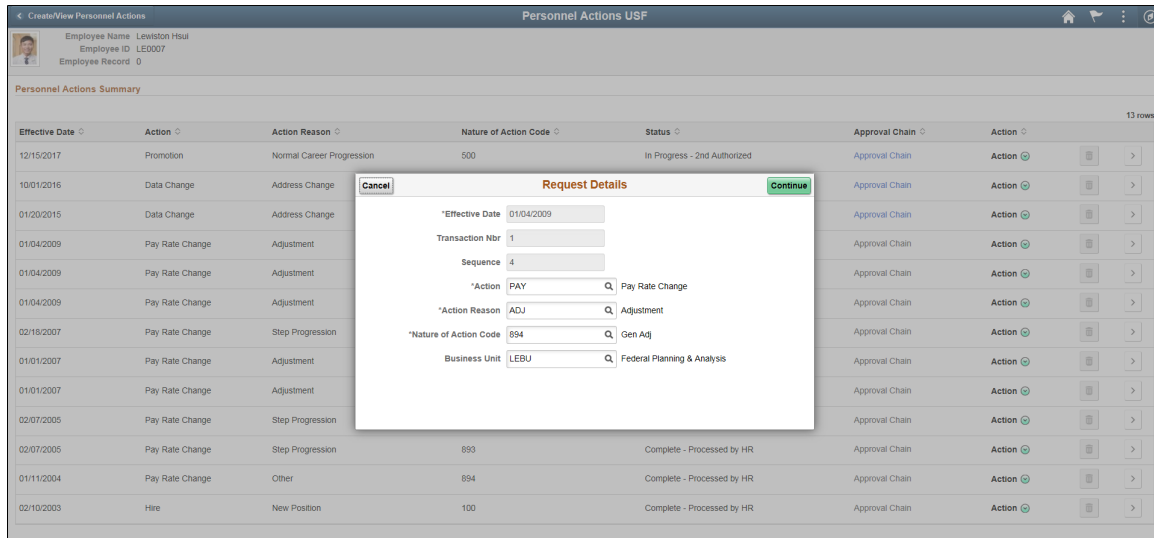 Create/View Personnel Actions Personnel Actions USF
Employee Name Lewiston Hsui
Employee ID LE0007
Employee Record 0
Personnel Actions Summary
13 rows
Effective Date Action Action Reason Nature of Action Code Status Approval Chain Action
12/15/2017 Promotion Normal Career Progression 500 In Progress - 2nd Authorized Approval Chain Action
10/01/2016 Data Change Address Change Approval Chain Action
01/20/2015 Data Change Address Change Approval Chain Action
01/04/2009 Pay Rate Change Adjustment Approval Chain Action
01/04/2009 Pay Rate Change Adjustment Approval Chain Action
01/04/2009 Pay Rate Change Adjustment Approval Chain Action
02/18/2007 Pay Rate Change Step Progression Approval Chain Action
01/01/2007 Pay Rate Change Adjustment Approval Chain Action
01/01/2007 Pay Rate Change Adjustment Approval Chain Action
02/07/2005 Pay Rate Change Step Progression Approval Chain Action
02/07/2005 Pay Rate Change Step Progression 893 Complete - Processed by HR Approval Chain Action
01/11/2004 Pay Rate Change Other 894 Complete - Processed by HR Approval Chain Action
02/10/2003 Hire New Position 100 Complete - Processed by HR Approval Chain Action
Cancel Request Details Continue
*Effective Date 01/04/2009
Transaction Nbr 1
Sequence 4
*Action PAY Pay Rate Change
*Action Reason ADJ Adjustment
*Nature of Action Code 894 Gen Adj
Business Unit LEBU Federal Planning & Analysis